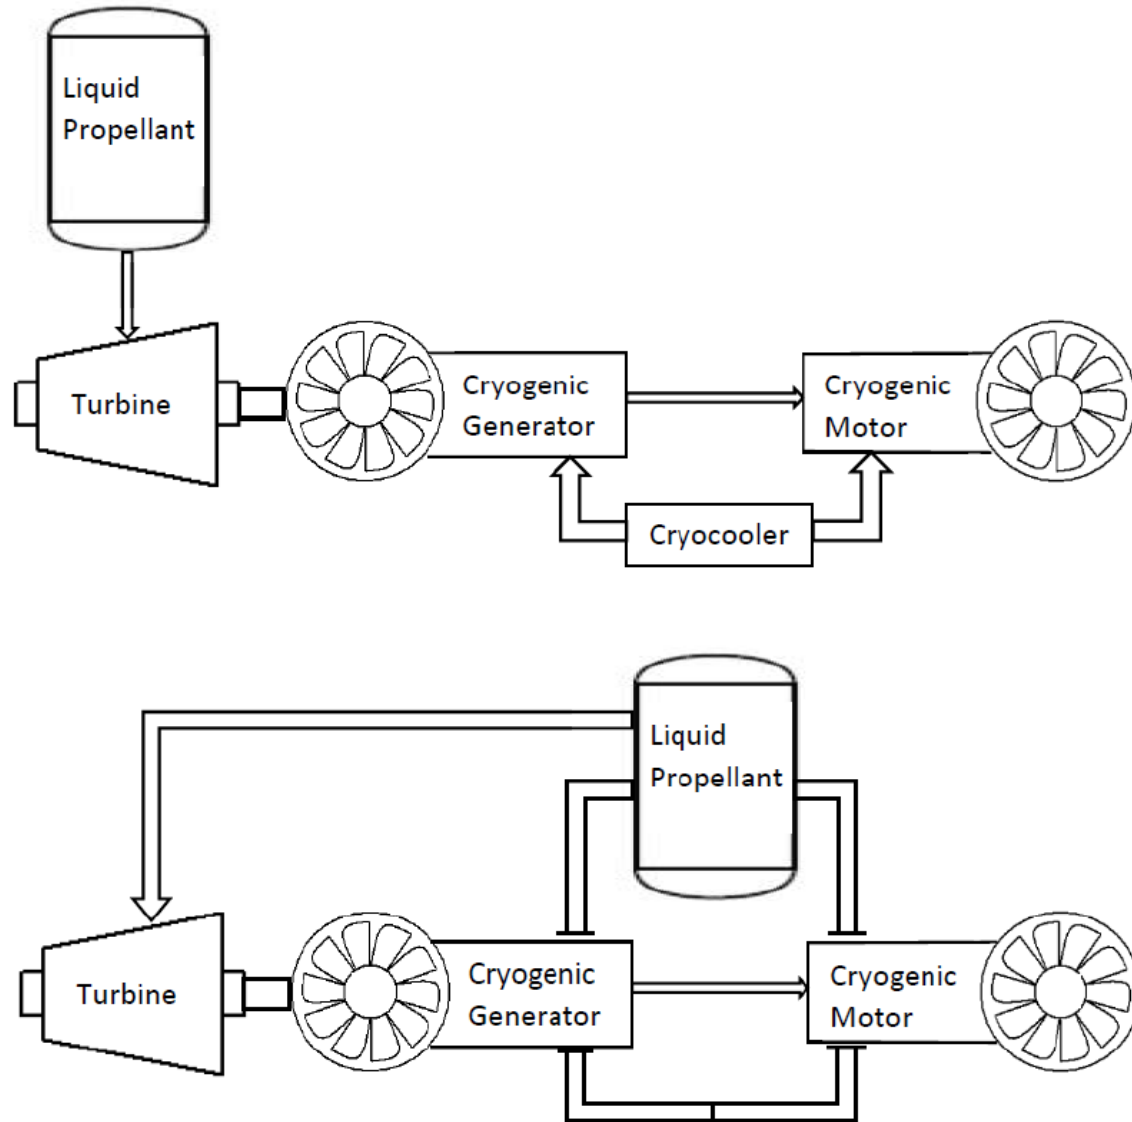 Liquid
Propellant
Turbine
Cryogenic
Generator
Cryogenic
Motor
Cryocooler
Liquid
Propellant
Turbine
Cryogenic
Generator
Cryogenic
Motor